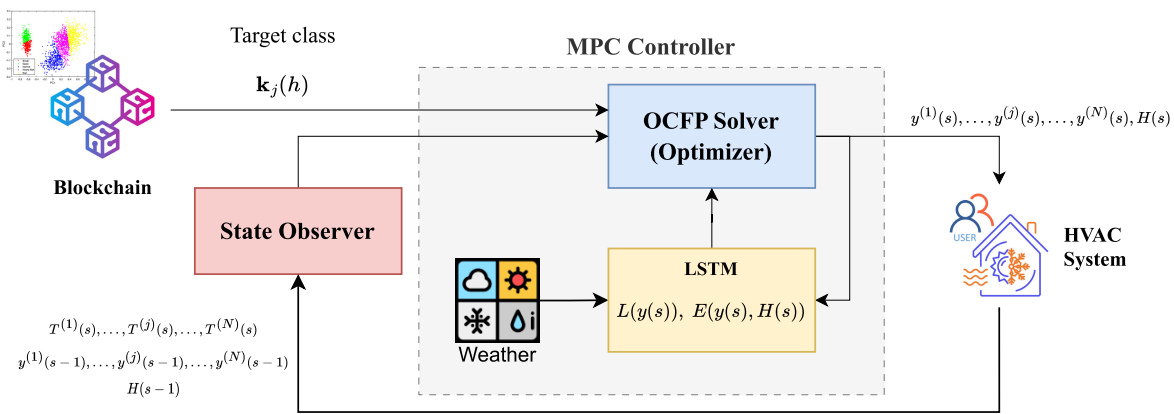 Target class
𝐤ⱼ(h)
Blockchain
MPC Controller
OCFP Solver
(Optimizer)
y⁽¹⁾(s), . . . , y⁽ʲ⁾(s), . . . , y⁽ᴺ⁾(s), H(s)
State Observer
USER
HVAC
System
LSTM
L(y(s)), E(y(s), H(s))
Weather
T⁽¹⁾(s), . . . , T⁽ʲ⁾(s), . . . , T⁽ᴺ⁾(s)
y⁽¹⁾(s−1), . . . , y⁽ʲ⁾(s−1), . . . , y⁽ᴺ⁾(s−1)
H(s−1)